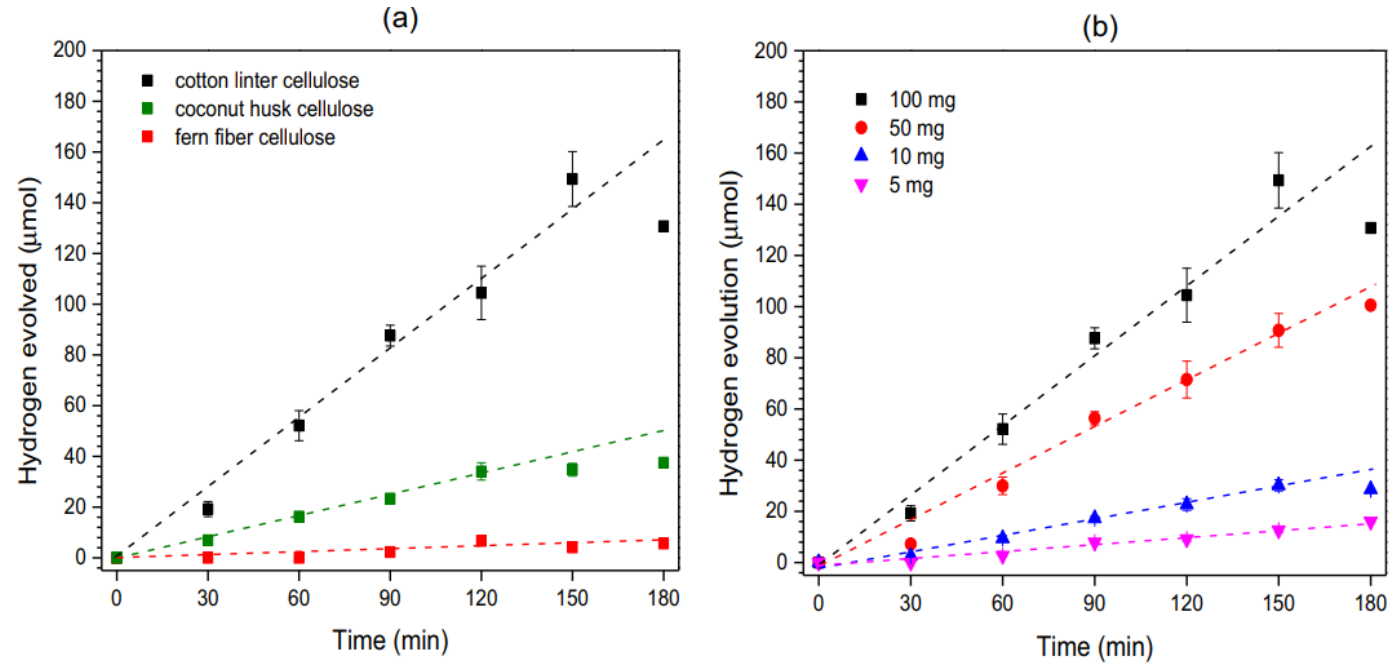 (a)
200
180
160
140
120
100
80
60
40
20
0
Hydrogen evolved (μmol)
cotton linter cellulose
coconut husk cellulose
fern fiber cellulose
0 30 60 90 120 150 180
Time (min)
(b)
200
180
160
140
120
100
80
60
40
20
0
Hydrogen evolution (μmol)
100 mg
50 mg
10 mg
5 mg
0 30 60 90 120 150 180
Time (min)